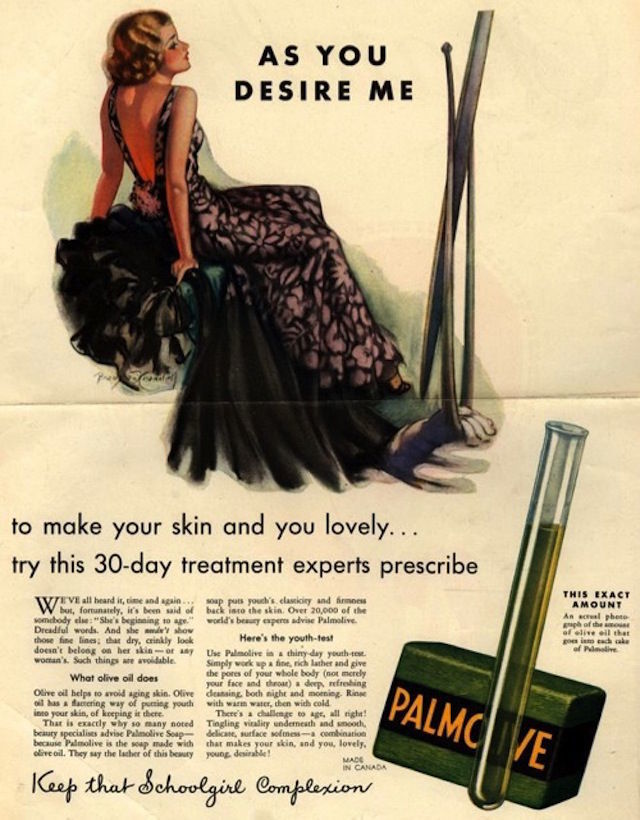 AS YOU
DESIRE ME
to make your skin and you lovely...
try this 30-day treatment experts prescribe
WE'VE all heard it, time and again...
but, fortunately, it's been said of
somebody else: "She's beginning to age."
Dreadful words. And she needn't show
those fine lines; that dry, crinkly look
doesn't belong on her skin—or any
woman's. Such things are avoidable.
What olive oil does
Olive oil helps to avoid aging skin. Olive
oil has a flattering way of putting youth
into your skin, of keeping it there.
That is exactly why so many noted
beauty specialists advise Palmolive Soap—
because Palmolive is the soap made with
olive oil. They say the lather of this beauty
soap puts youth's elasticity and firmness
back into the skin. Over 20,000 of the
world's beauty experts advise Palmolive.
Here's the youth-test
Use Palmolive in a thirty-day youth-test.
Simply work up a fine, rich lather and give
the pores of your whole body (not merely
your face and throat) a deep, refreshing
cleansing, both night and morning. Rinse
with warm water, then with cold.
There's a challenge to age, all right!
Tingling vitality underneath and smooth,
delicate, surface softness—a combination
that makes your skin, and you, lovely,
young, desirable!
MADE
IN CANADA
THIS EXACT
AMOUNT
An actual photo-
graph of the amount
of olive oil that
goes into each cake
of Palmolive.
PALMOLIVE
Keep that Schoolgirl Complexion